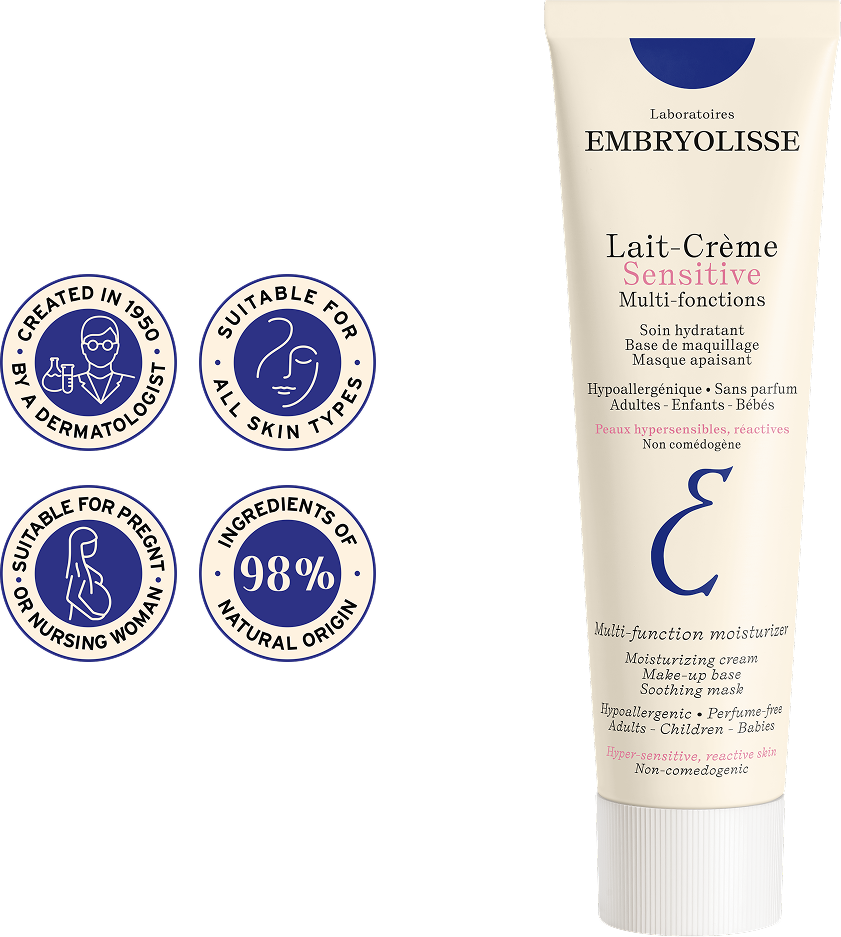 CREATED IN 1950
BY A DERMATOLOGIST
SUITABLE FOR
ALL SKIN TYPES
SUITABLE FOR PREGNT
OR NURSING WOMAN
INGREDIENTS OF
98%
NATURAL ORIGIN
Laboratoires
EMBRYOLISSE
Lait-Crème
Sensitive
Multi-fonctions
Soin hydratant
Base de maquillage
Masque apaisant
Hypoallergénique • Sans parfum
Adultes - Enfants - Bébés
Peaux hypersensibles, réactives
Non comédogène
E
Multi-function moisturizer
Moisturizing cream
Make-up base
Soothing mask
Hypoallergenic • Perfume-free
Adults - Children - Babies
Hyper-sensitive, reactive skin
Non-comedogenic